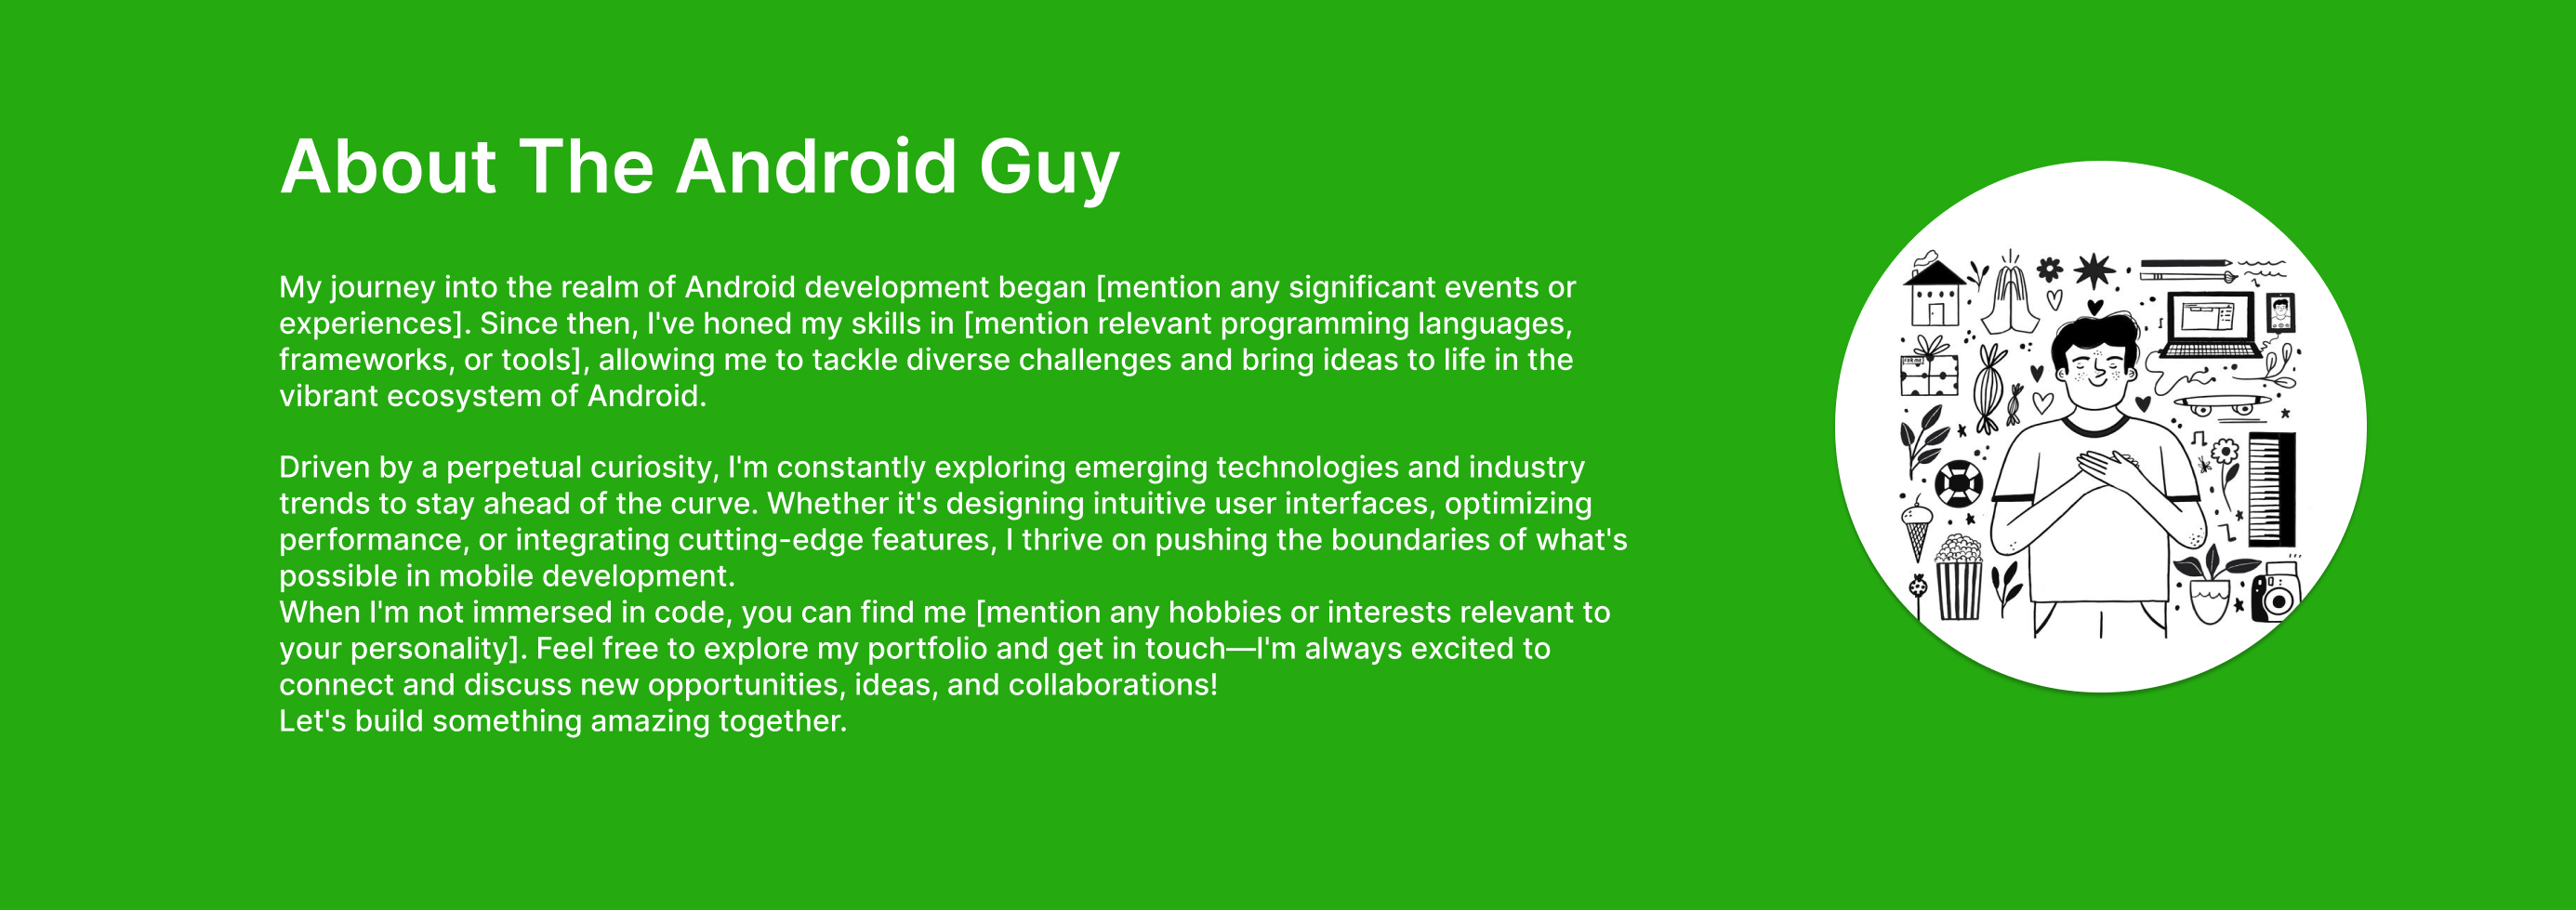 About The Android Guy
My journey into the realm of Android development began [mention any significant events or
experiences]. Since then, I've honed my skills in [mention relevant programming languages,
frameworks, or tools], allowing me to tackle diverse challenges and bring ideas to life in the
vibrant ecosystem of Android.
Driven by a perpetual curiosity, I'm constantly exploring emerging technologies and industry
trends to stay ahead of the curve. Whether it's designing intuitive user interfaces, optimizing
performance, or integrating cutting-edge features, I thrive on pushing the boundaries of what's
possible in mobile development.
When I'm not immersed in code, you can find me [mention any hobbies or interests relevant to
your personality]. Feel free to explore my portfolio and get in touch—I'm always excited to
connect and discuss new opportunities, ideas, and collaborations!
Let's build something amazing together.